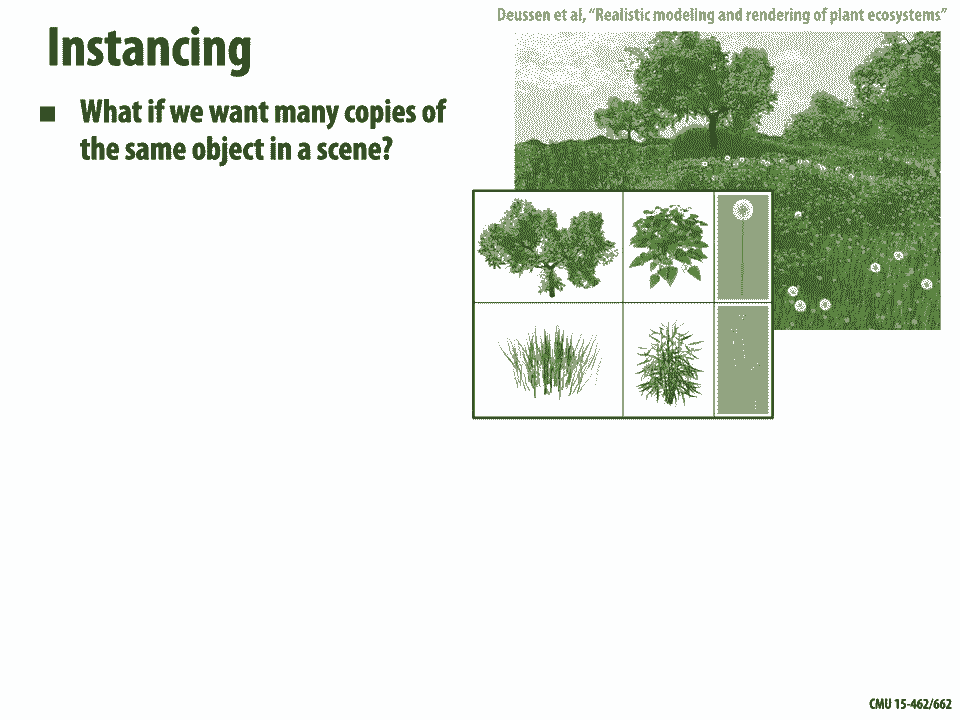 Deussen et al, “Realistic modeling and rendering of plant ecosystems”
Instancing
What if we want many copies of
the same object in a scene?
CMU 15-462/662